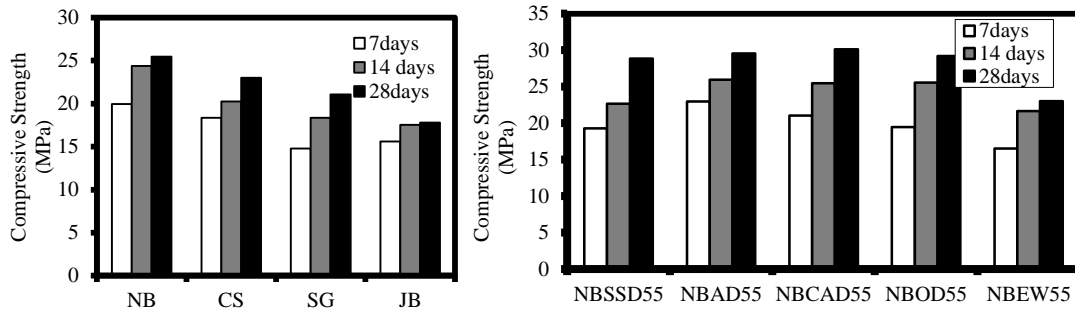 Compressive Strength
(MPa)
30
25
20
15
10
5
0
7days
14 days
28days
NB CS SG JB
Compressive Strength
(MPa)
35
30
25
20
15
10
5
0
7days
14 days
28days
NBSSD55 NBAD55 NBCAD55 NBOD55 NBEW55